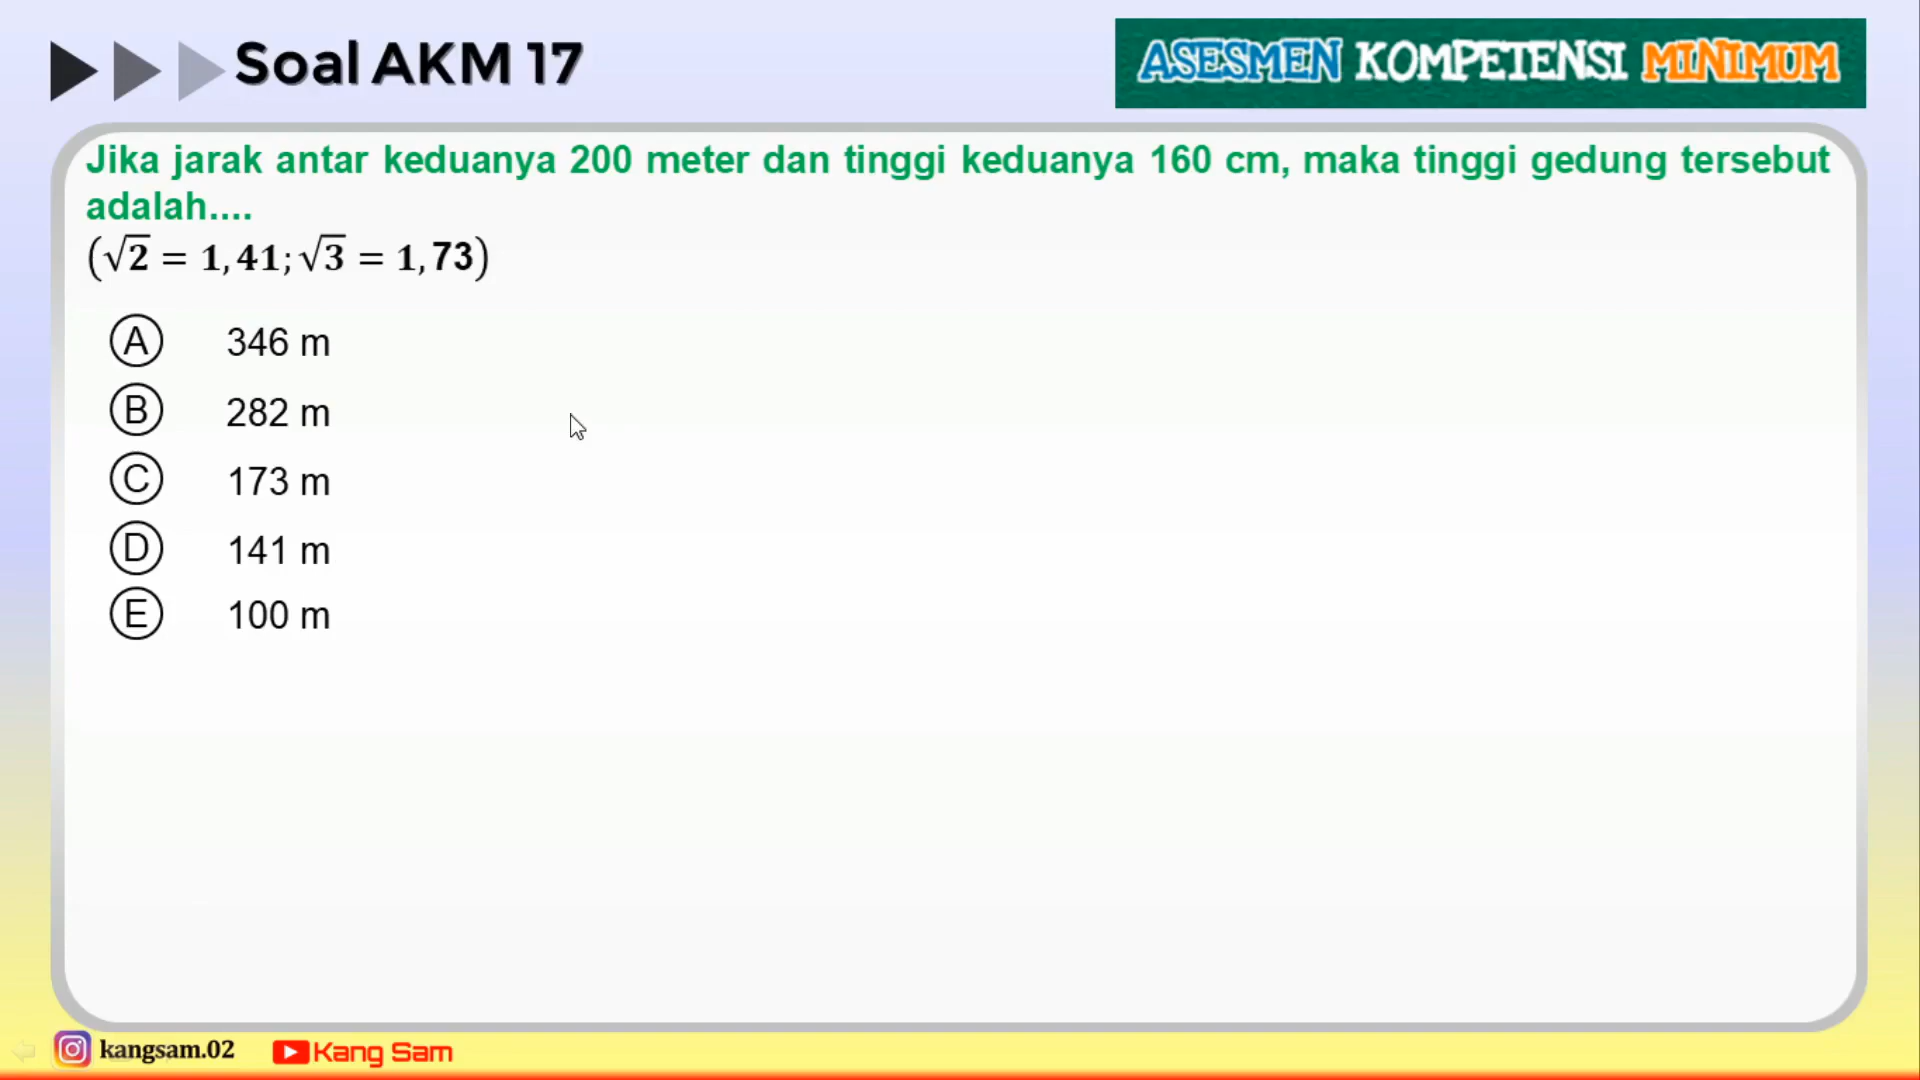 Soal AKM 17
ASESMEN KOMPETENSI MINIMUM
Jika jarak antar keduanya 200 meter dan tinggi keduanya 160 cm, maka tinggi gedung tersebut
adalah....
(√2 = 1,41; √3 = 1,73)
A 346 m
B 282 m
C 173 m
D 141 m
E 100 m
kangsam.02 Kang Sam